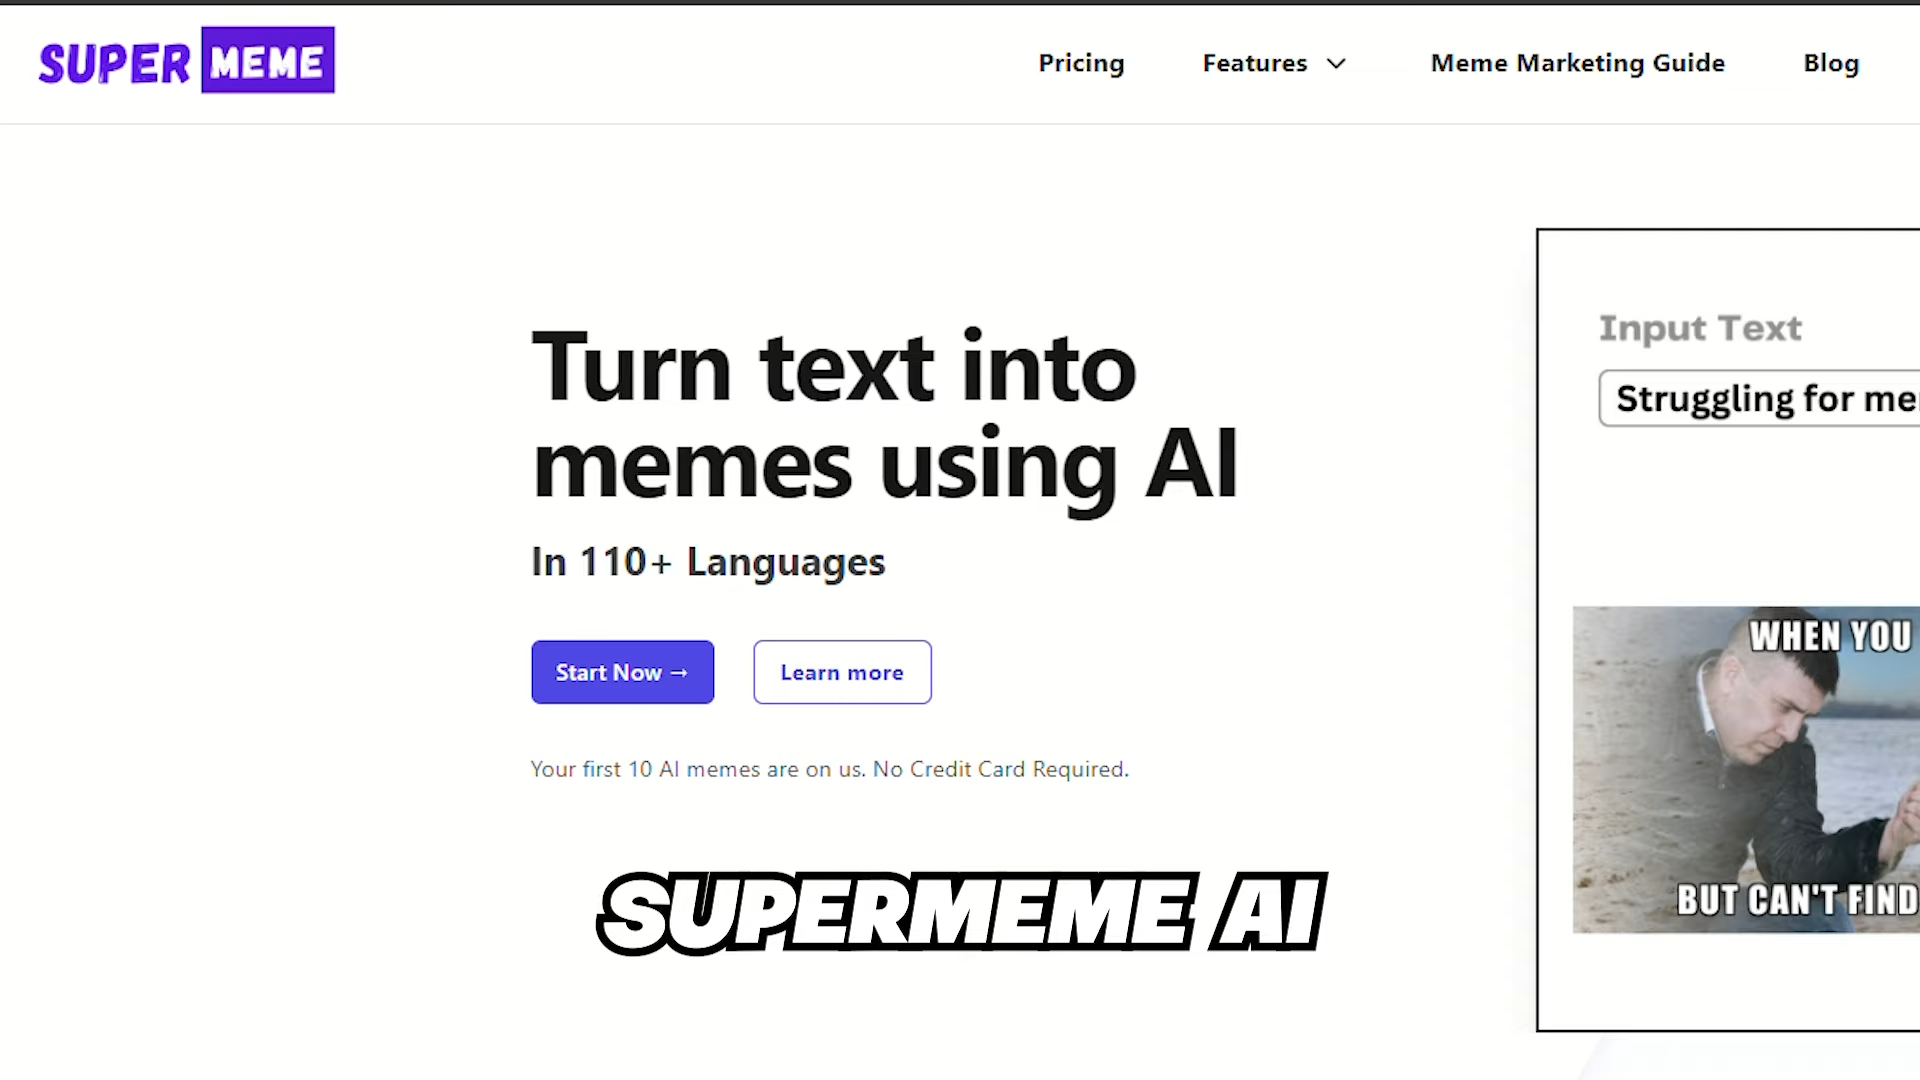 SUPER MEME
Pricing
Features
Meme Marketing Guide
Blog
Turn text into
memes using AI
In 110+ Languages
Start Now →
Learn more
Your first 10 AI memes are on us. No Credit Card Required.
Input Text
Struggling for
WHEN YOU
BUT CAN'T FIND
SUPERMEME AI